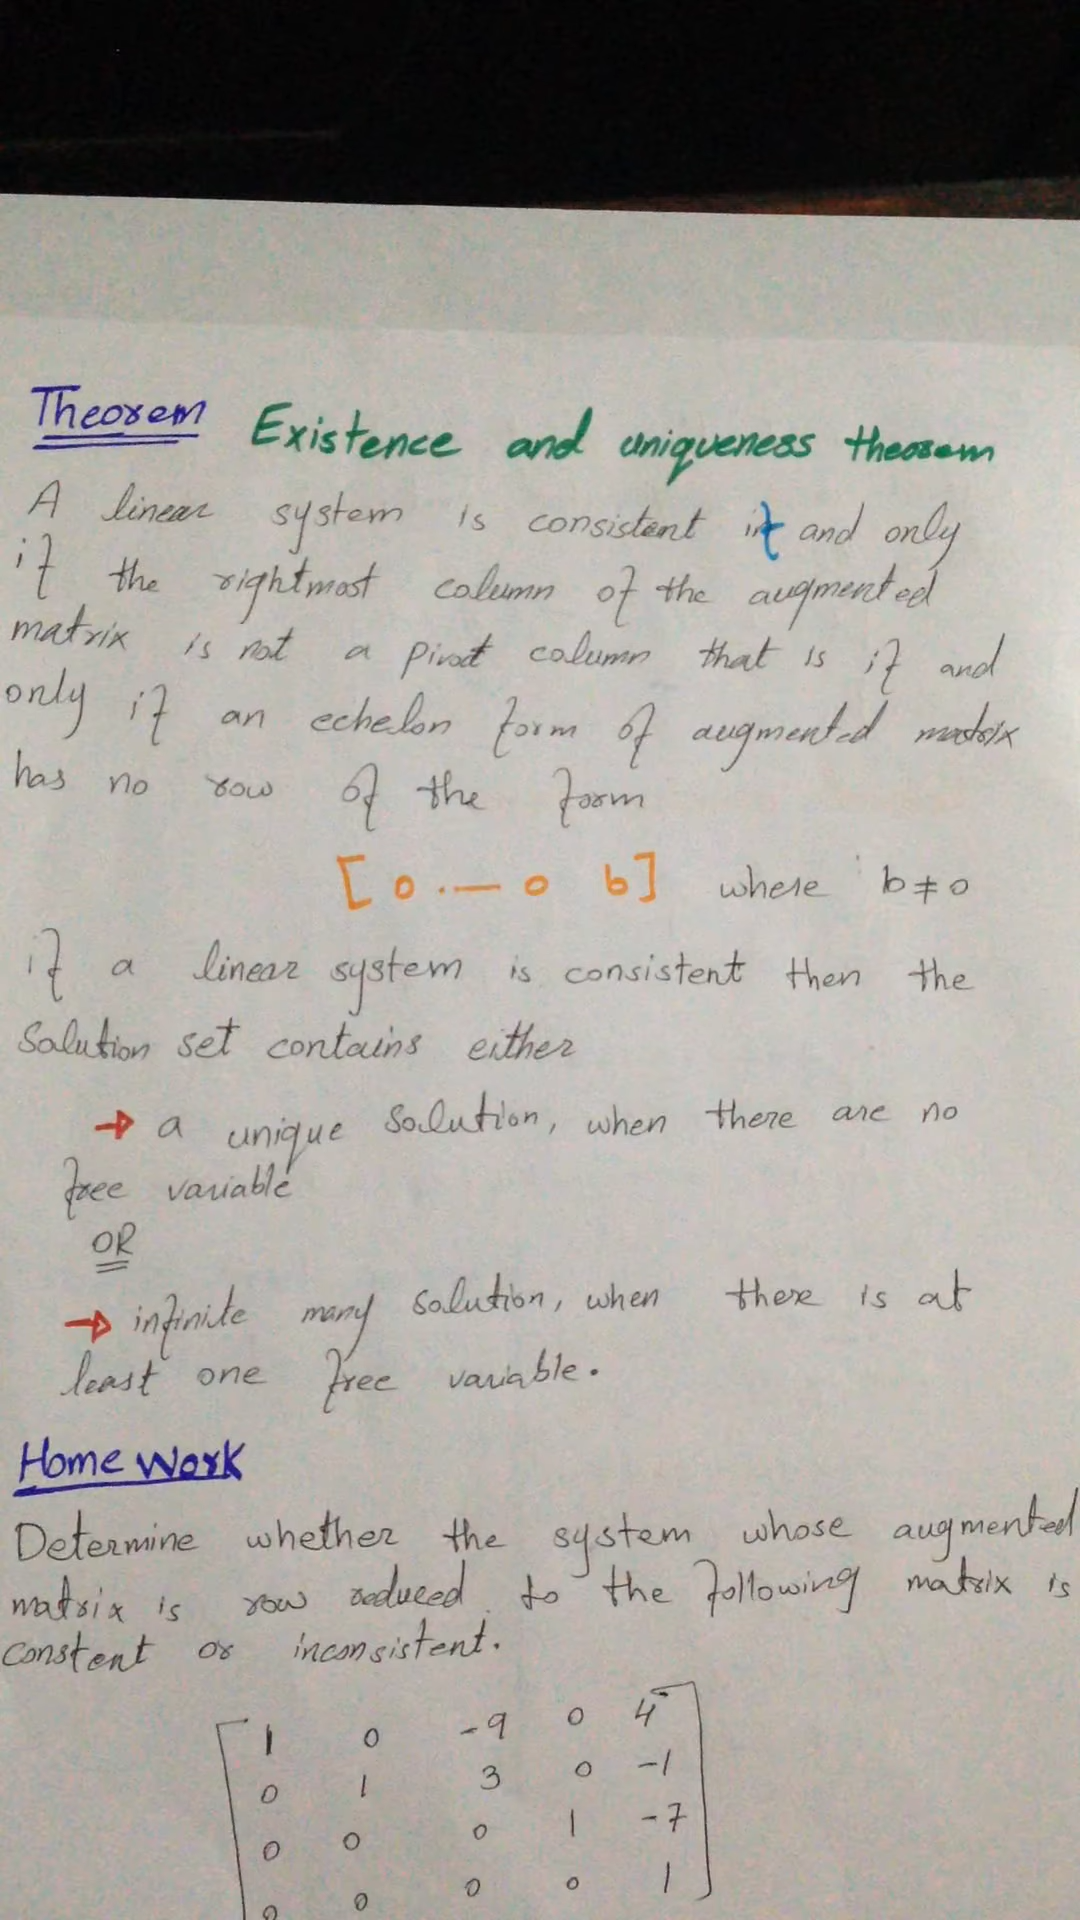 Theorem Existence and uniqueness theorem
A linear system is consistent if and only
if the rightmost column of the augmented
matrix is not a pivot column that is if and
only if an echelon form of augmented matrix
has no row of the form
[0 .— 0 b] where b≠0
if a linear system is consistent then the
Solution set contains either
→ a unique Solution, when there are no
free variable
OR
→ infinite many solution, when there is at
least one free variable.
Home Work
Determine whether the system whose augmented
matrix is row reduced to the following matrix is
constent or inconsistent.
1 0 -9 0 4
0 1 3 0 -1
0 0 0 1 -7
0 0 0 0 1